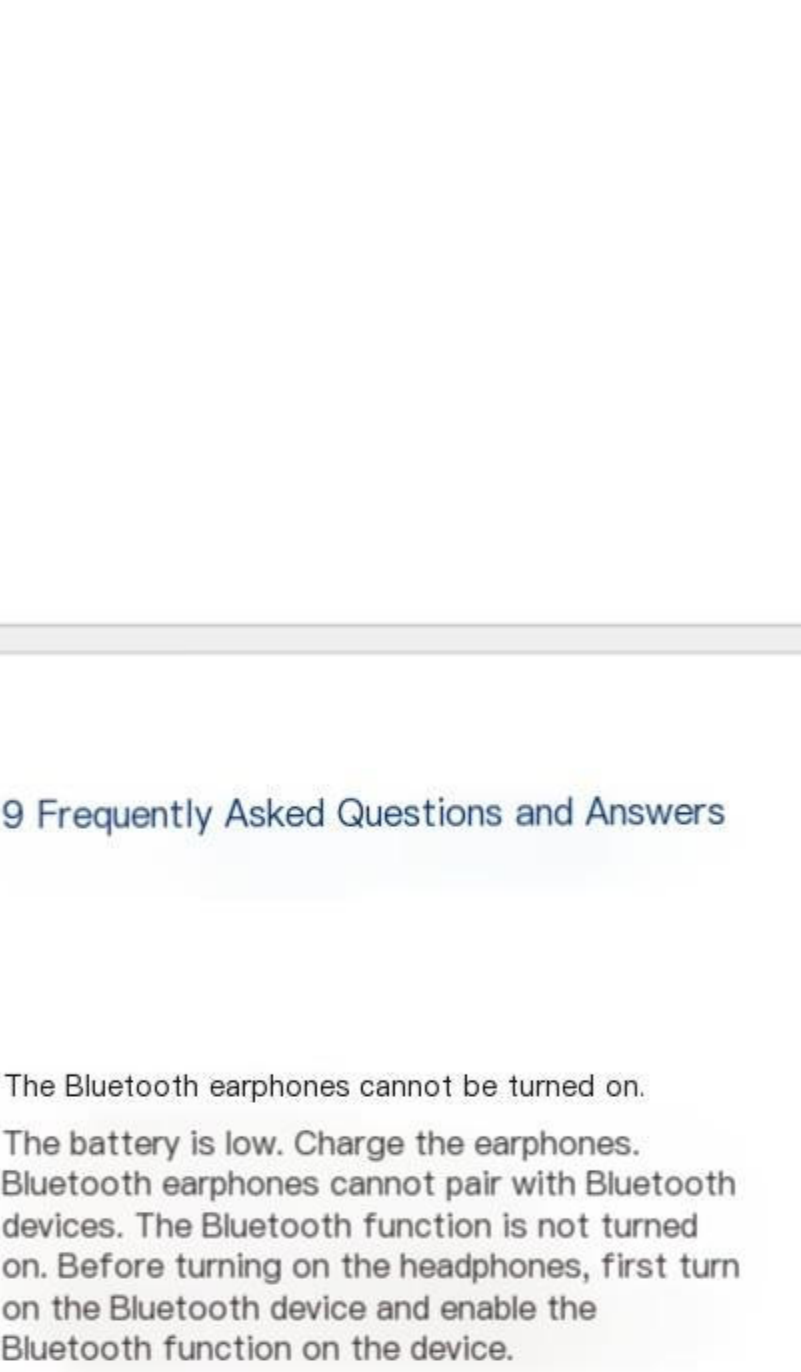 9 Frequently Asked Questions and Answers
The Bluetooth earphones cannot be turned on.
The battery is low. Charge the earphones.
Bluetooth earphones cannot pair with Bluetooth
devices. The Bluetooth function is not turned
on. Before turning on the headphones, first turn
on the Bluetooth device and enable the
Bluetooth function on the device.